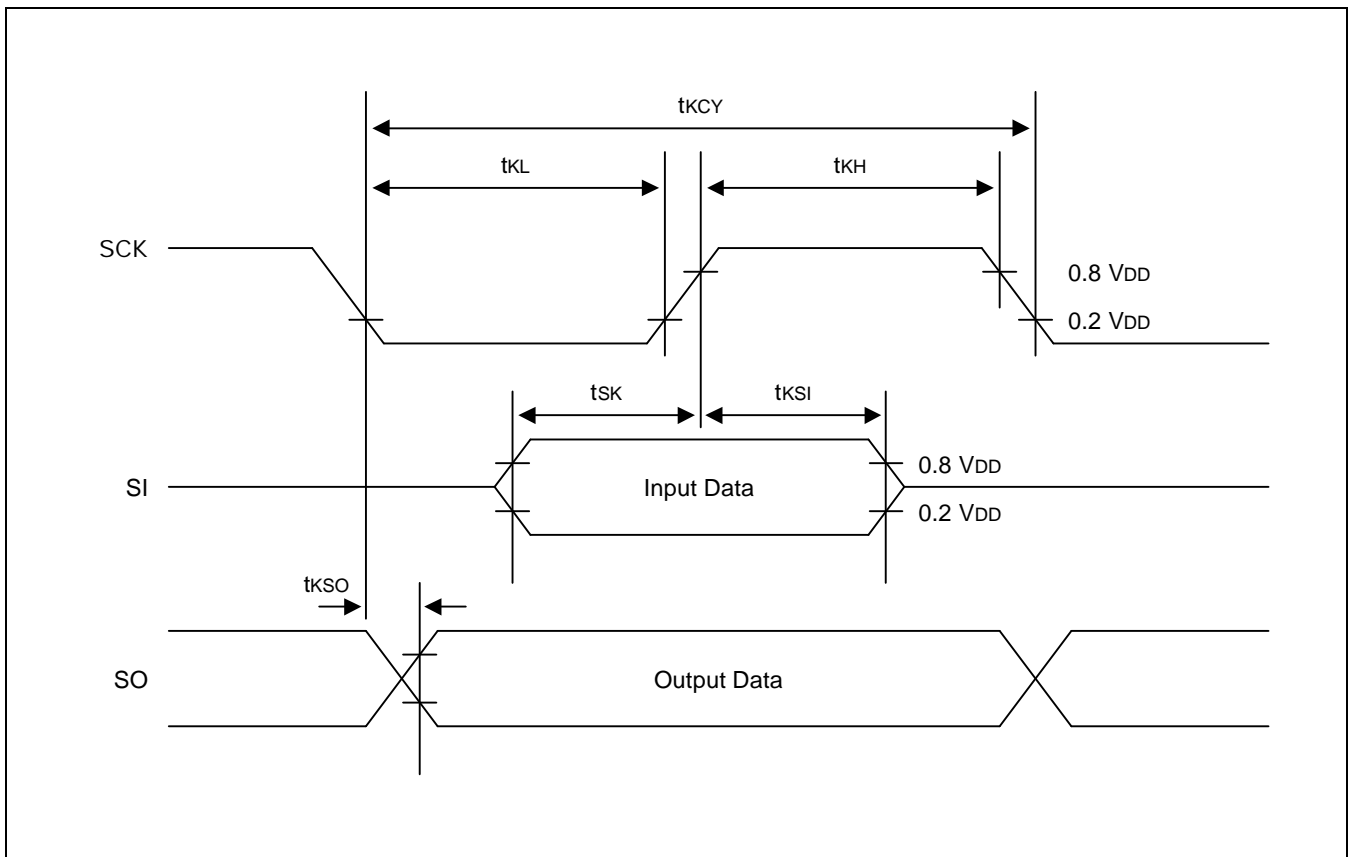 tKCY
tKL
tKH
SCK
0.8 VDD
0.2 VDD
tSK
tKSI
0.8 VDD
SI
Input Data
0.2 VDD
tKSO
SO
Output Data